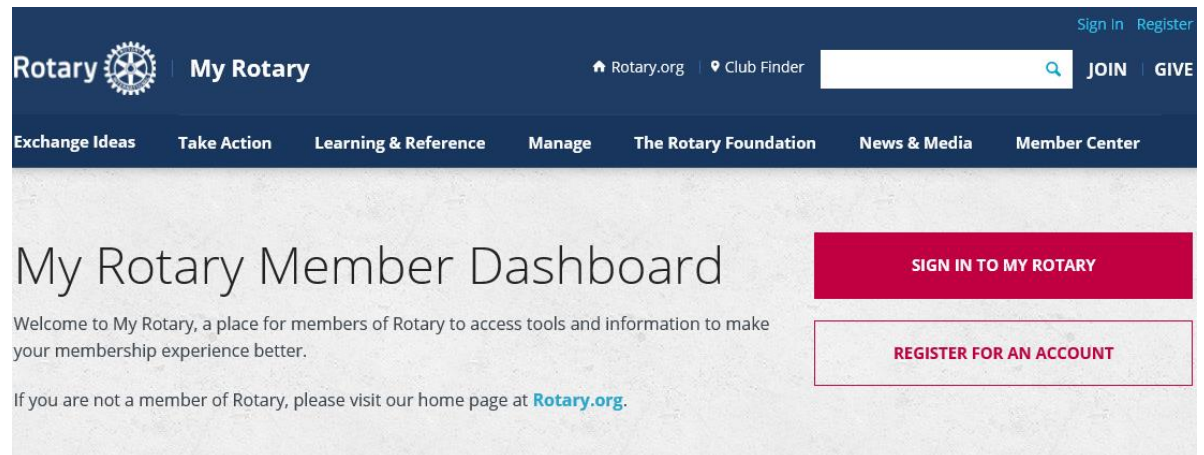 Sign In Register
Rotary My Rotary Rotary.org Club Finder JOIN GIVE
Exchange Ideas Take Action Learning & Reference Manage The Rotary Foundation News & Media Member Center
My Rotary Member Dashboard
Welcome to My Rotary, a place for members of Rotary to access tools and information to make
your membership experience better.
If you are not a member of Rotary, please visit our home page at Rotary.org.
SIGN IN TO MY ROTARY
REGISTER FOR AN ACCOUNT